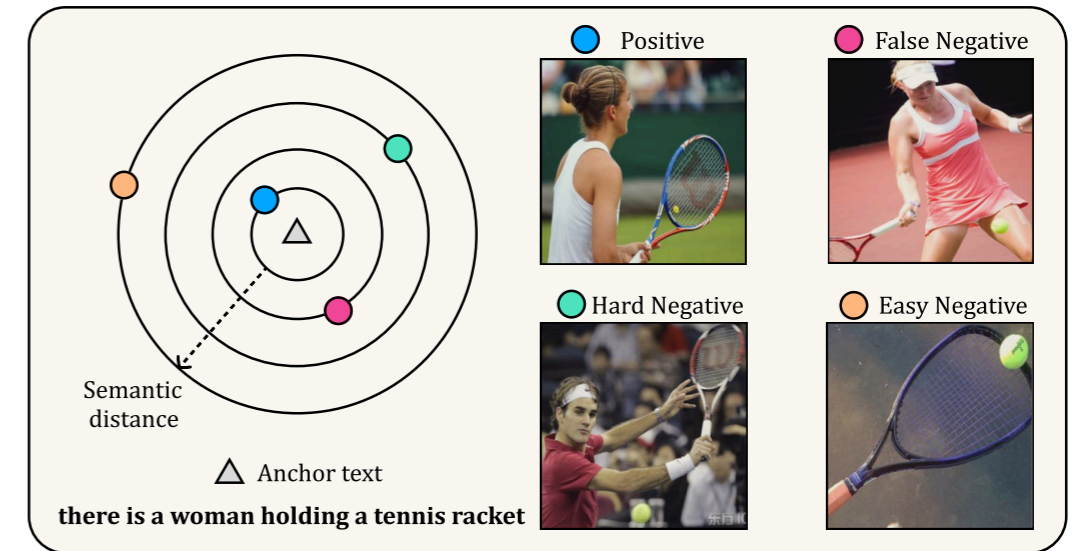 Positive
False Negative
Hard Negative
Easy Negative
Semantic
distance
Anchor text
there is a woman holding a tennis racket